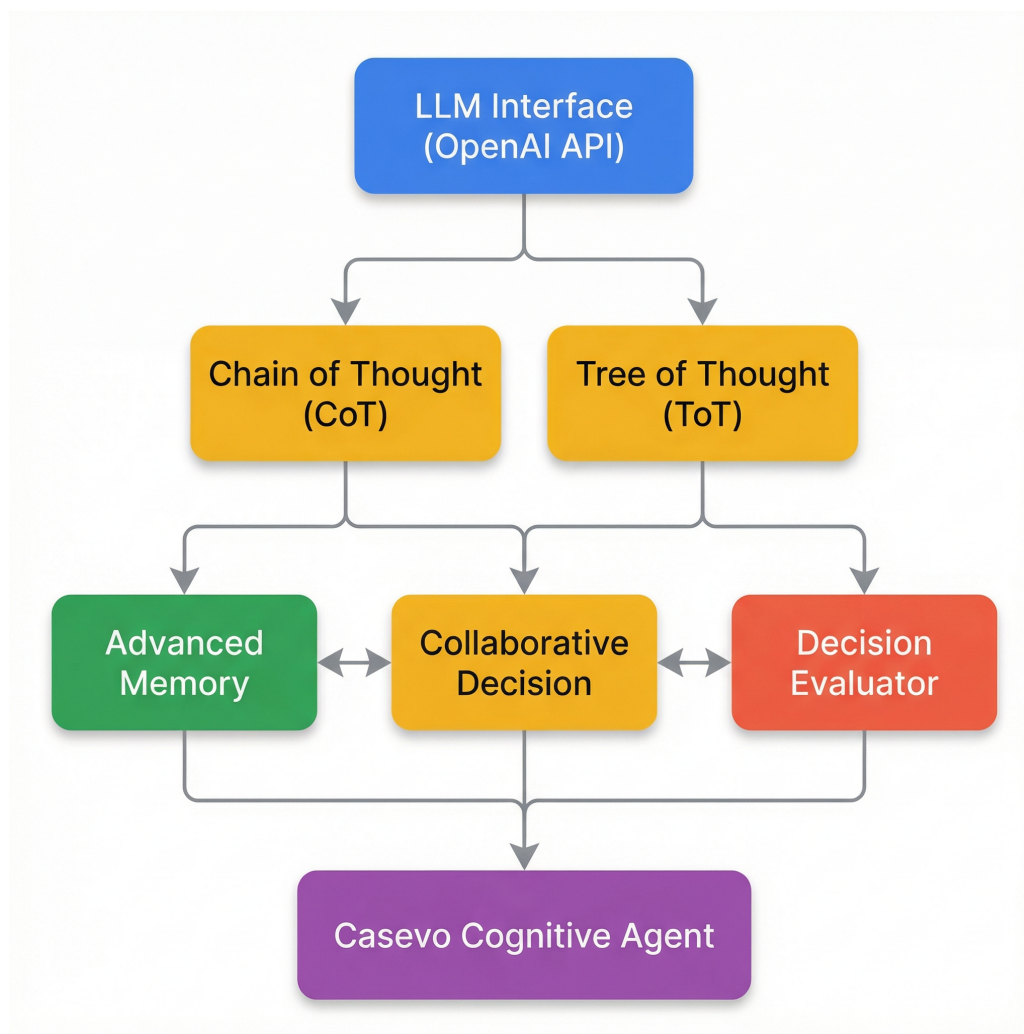 LLM Interface
(OpenAI API)
Chain of Thought
(CoT)
Tree of Thought
(ToT)
Advanced
Memory
Collaborative
Decision
Decision
Evaluator
Casevo Cognitive Agent